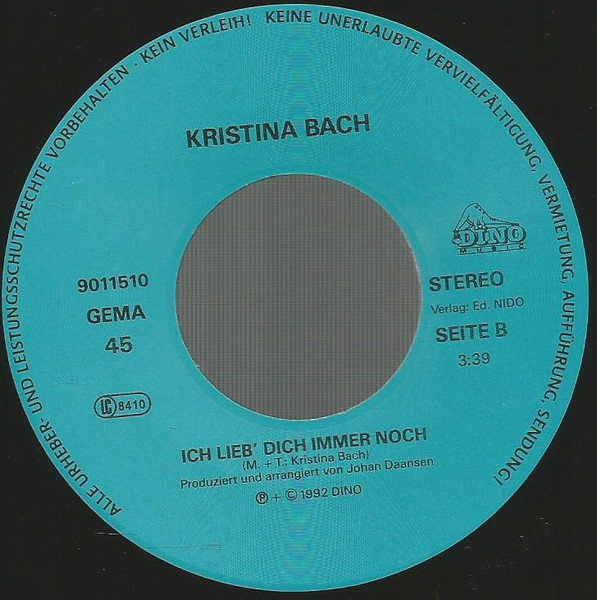 ALLE URHEBER- UND LEISTUNGSSCHUTZRECHTE VORBEHALTEN · KEIN VERLEIH! KEINE UNERLAUBTE VERVIELFÄLTIGUNG, VERMIETUNG, AUFFÜHRUNG, SENDUNG!
KRISTINA BACH
DINO
MUSIC
9011510
GEMA
45
LC 8410
STEREO
Verlag: Ed. NIDO
SEITE B
3:39
ICH LIEB' DICH IMMER NOCH
(M. + T.: Kristina Bach)
Produziert und arrangiert von Johan Daansen
℗ + © 1992 DINO